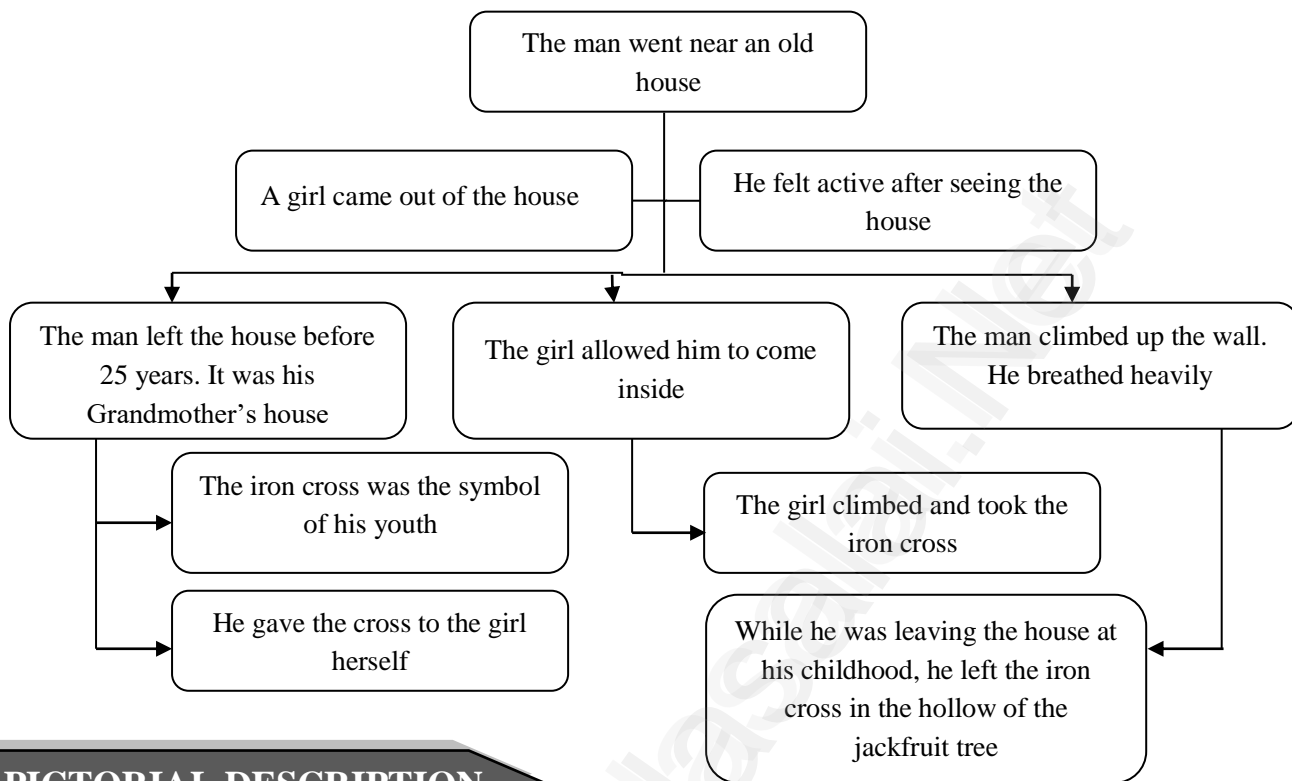 The man went near an old
house
A girl came out of the house
He felt active after seeing the
house
The man left the house before
25 years. It was his
Grandmother’s house
The girl allowed him to come
inside
The man climbed up the wall.
He breathed heavily
The iron cross was the symbol
of his youth
The girl climbed and took the
iron cross
He gave the cross to the girl
herself
While he was leaving the house at
his childhood, he left the iron
cross in the hollow of the
jackfruit tree
PICTORIAL DESCRIPTION